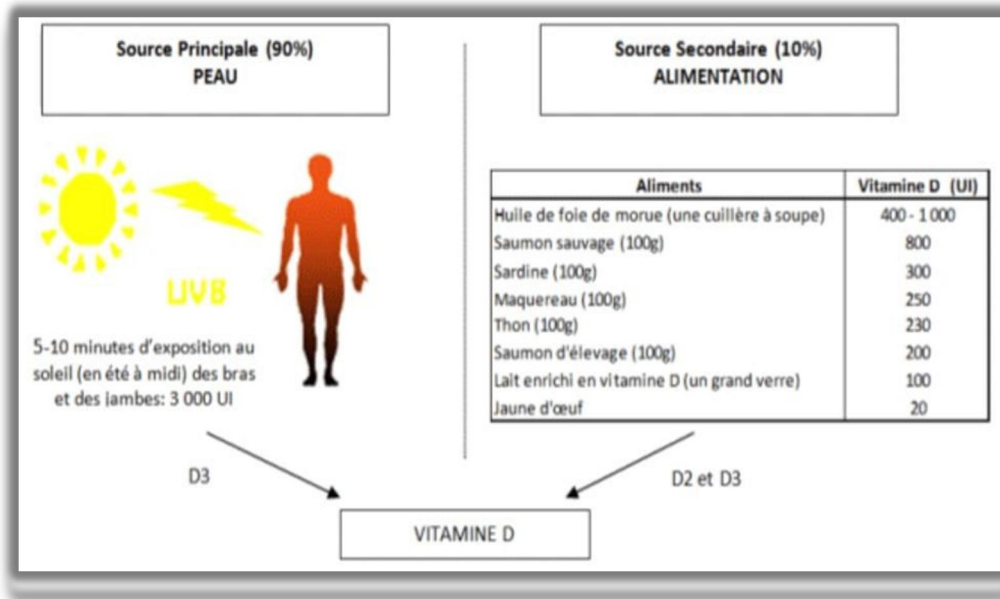 Source Principale (90%)
PEAU
Source Secondaire (10%)
ALIMENTATION
UVB
5-10 minutes d'exposition au
soleil (en été à midi) des bras
et des jambes: 3 000 UI
Aliments Vitamine D (UI)
Huile de foie de morue (une cuillère à soupe) 400 - 1 000
Saumon sauvage (100g) 800
Sardine (100g) 300
Maquereau (100g) 250
Thon (100g) 230
Saumon d'élevage (100g) 200
Lait enrichi en vitamine D (un grand verre) 100
Jaune d'œuf 20
D3
D2 et D3
VITAMINE D